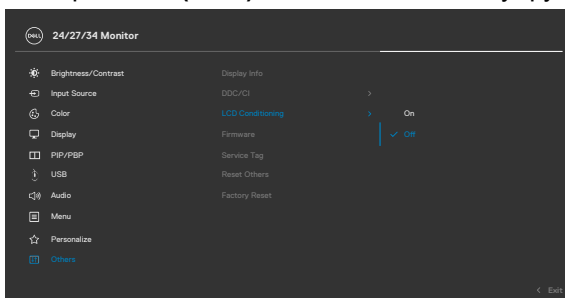 DELL 24/27/34 Monitor
Brightness/Contrast Display Info
Input Source DDC/CI >
Color LCD Conditioning > On
Display Firmware ✓ Off
PIP/PBP Service Tag
USB Reset Others
Audio Factory Reset
Menu
Personalize
Others
< Exit